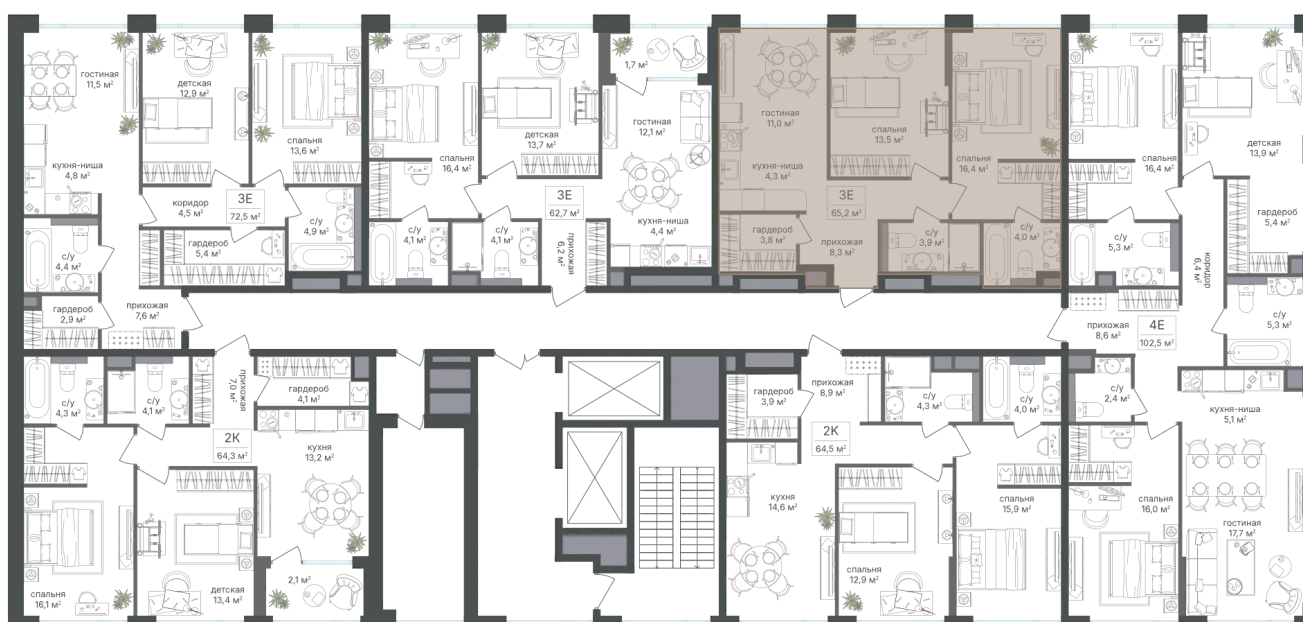 гостиная
11,5 м²
кухня-ниша
4,8 м²
детская
12,9 м²
спальня
13,6 м²
коридор
4,5 м²
3Е
72,5 м²
с/у
4,9 м²
гардероб
5,4 м²
с/у
4,4 м²
гардероб
2,9 м²
прихожая
7,6 м²
спальня
16,4 м²
детская
13,7 м²
1,7 м²
гостиная
12,1 м²
3Е
62,7 м²
с/у
4,1 м²
с/у
4,1 м²
прихожая
6,2 м²
кухня-ниша
4,4 м²
гостиная
11,0 м²
кухня-ниша
4,3 м²
спальня
13,5 м²
спальня
16,4 м²
3Е
65,2 м²
гардероб
3,8 м²
прихожая
8,3 м²
с/у
3,9 м²
с/у
4,0 м²
спальня
16,4 м²
детская
13,9 м²
гардероб
5,4 м²
с/у
5,3 м²
коридор
6,4 м²
прихожая
8,6 м²
4Е
102,5 м²
с/у
5,3 м²
с/у
4,3 м²
с/у
4,1 м²
прихожая
7,0 м²
гардероб
4,1 м²
2К
64,3 м²
кухня
13,2 м²
спальня
16,1 м²
детская
13,4 м²
2,1 м²
гардероб
3,9 м²
прихожая
8,9 м²
с/у
4,3 м²
с/у
4,0 м²
2К
64,5 м²
кухня
14,6 м²
спальня
12,9 м²
спальня
15,9 м²
с/у
2,4 м²
кухня-ниша
5,1 м²
спальня
16,0 м²
гостиная
17,7 м²